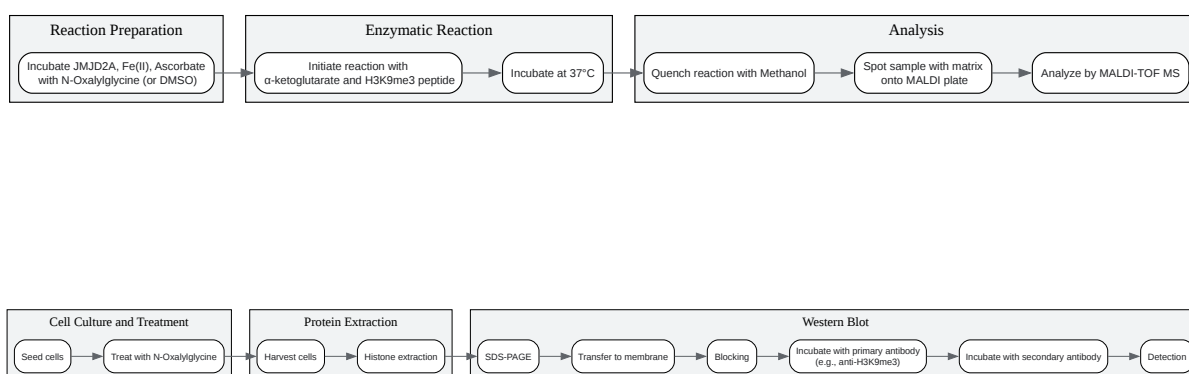 Reaction Preparation
Incubate JMJD2A, Fe(II), Ascorbate
with N-Oxalylglycine (or DMSO)
Enzymatic Reaction
Initiate reaction with
α-ketoglutarate and H3K9me3 peptide
Incubate at 37°C
Analysis
Quench reaction with Methanol
Spot sample with matrix
onto MALDI plate
Analyze by MALDI-TOF MS
Cell Culture and Treatment
Seed cells
Treat with N-Oxalylglycine
Protein Extraction
Harvest cells
Histone extraction
Western Blot
SDS-PAGE
Transfer to membrane
Blocking
Incubate with primary antibody
(e.g., anti-H3K9me3)
Incubate with secondary antibody
Detection